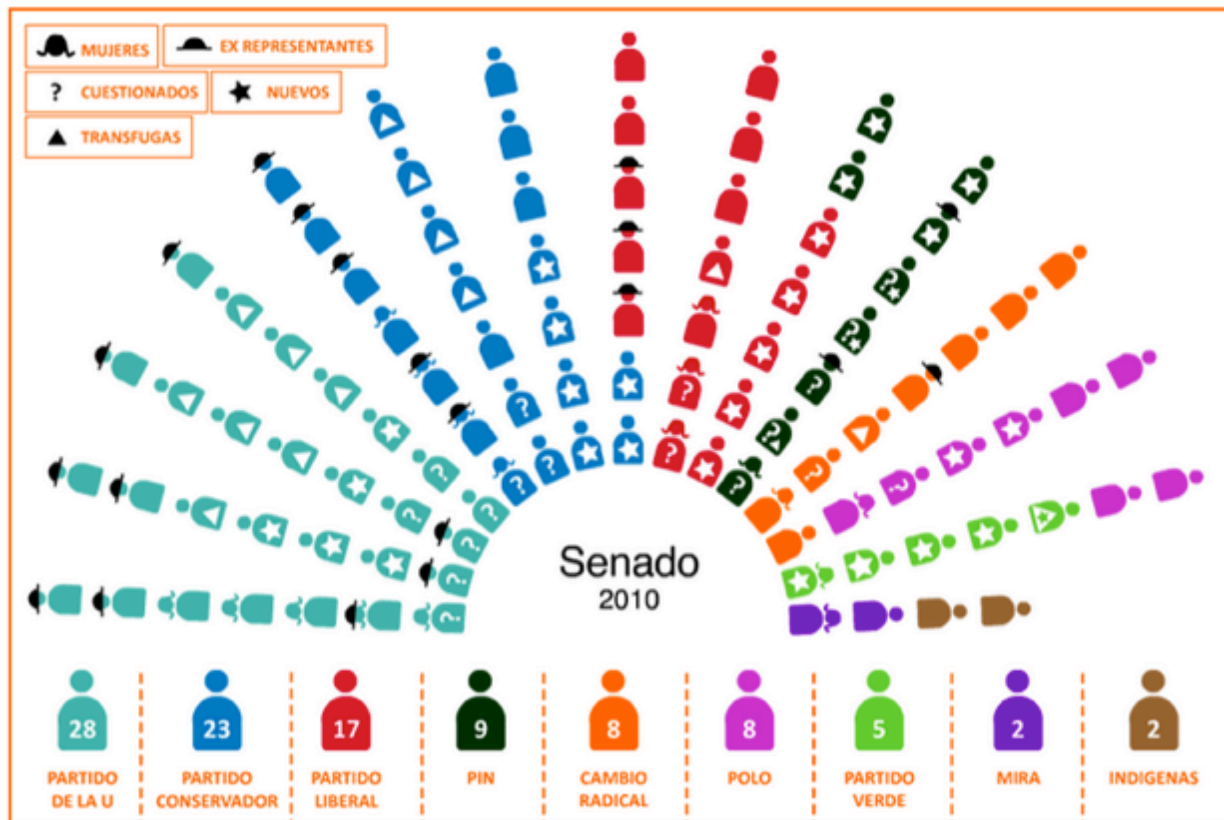 MUJERES
EX REPRESENTANTES
? CUESTIONADOS
NUEVOS
TRANSFUGAS
Senado
2010
28
23
17
9
8
8
5
2
2
PARTIDO
DE LA U
PARTIDO
CONSERVADOR
PARTIDO
LIBERAL
PIN
CAMBIO
RADICAL
POLO
PARTIDO
VERDE
MIRA
INDIGENAS